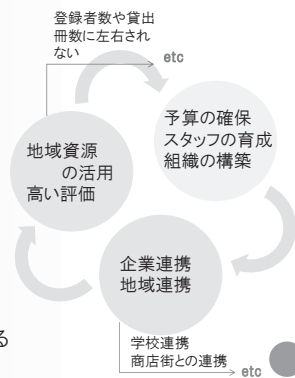 登録者数や貸出
冊数に左右され
ない
etc
予算の確保
スタッフの育成
組織の構築
地域資源
の活用
高い評価
企業連携
地域連携
る
学校連携
商店街との連携
etc